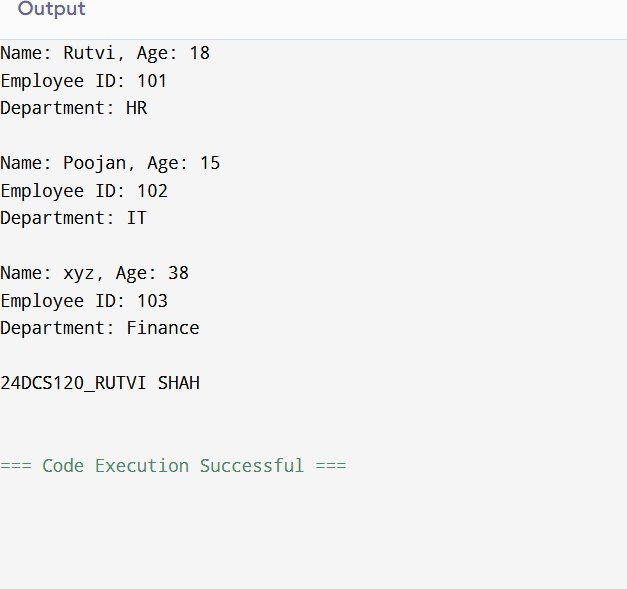 Output
Name: Rutvi, Age: 18
Employee ID: 101
Department: HR
Name: Poojan, Age: 15
Employee ID: 102
Department: IT
Name: xyz, Age: 38
Employee ID: 103
Department: Finance
24DCS120_RUTVI SHAH
=== Code Execution Successful ===